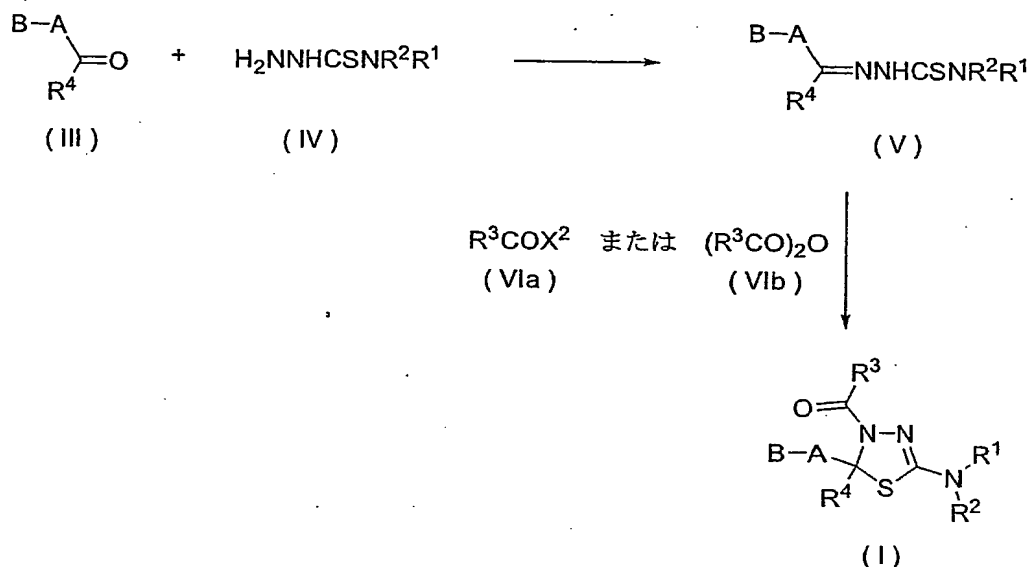 B-A
R⁴
=O
+
H₂NNHCSNR²R¹
B-A
R⁴
=NNHCSNR²R¹
(III)
(IV)
(V)
R³COX² または (R³CO)₂O
(VIa)
(VIb)
R³
O=
N-N
B-A
R⁴
S
N
R¹
R²
(I)